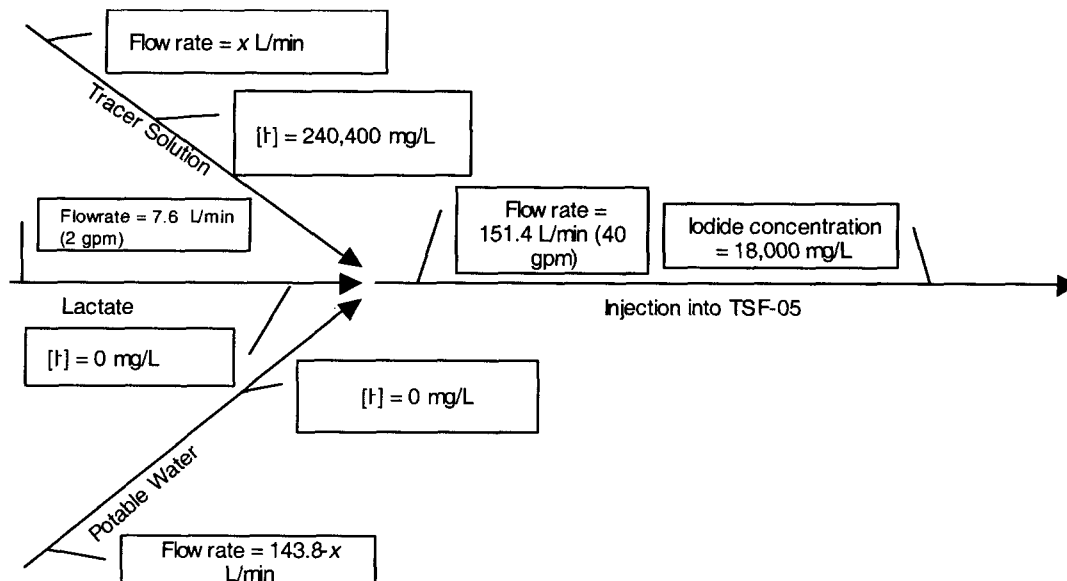 Flow rate = x L/min
Tracer Solution
[I-] = 240,400 mg/L
Flowrate = 7.6 L/min
(2 gpm)
Flow rate =
151.4 L/min (40
gpm)
Iodide concentration
= 18,000 mg/L
Lactate
Injection into TSF-05
[I-] = 0 mg/L
[I-] = 0 mg/L
Potable Water
Flow rate = 143.8-x
L/min